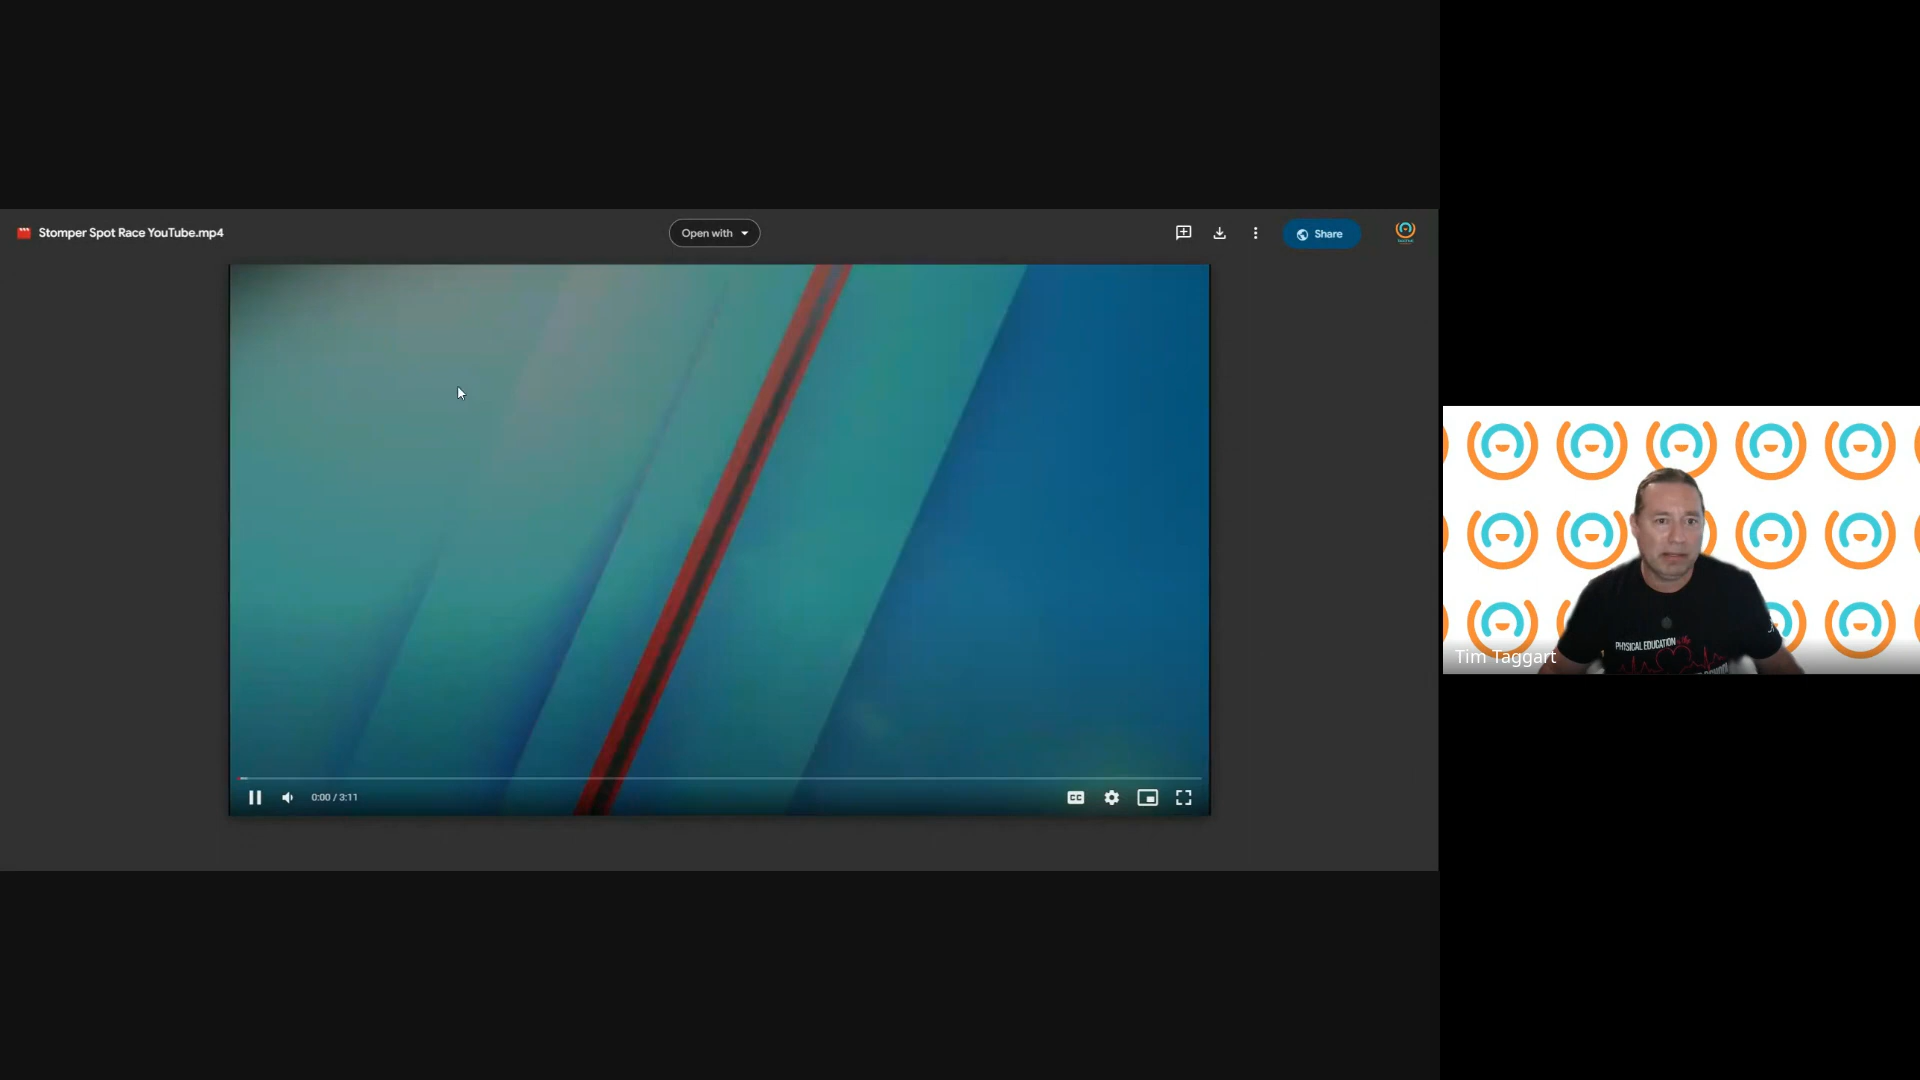 Stomper Spot Race YouTube.mp4
Open with
Share
0:00 / 3:11
CC
PHYSICAL EDUCATION
Tim Taggart